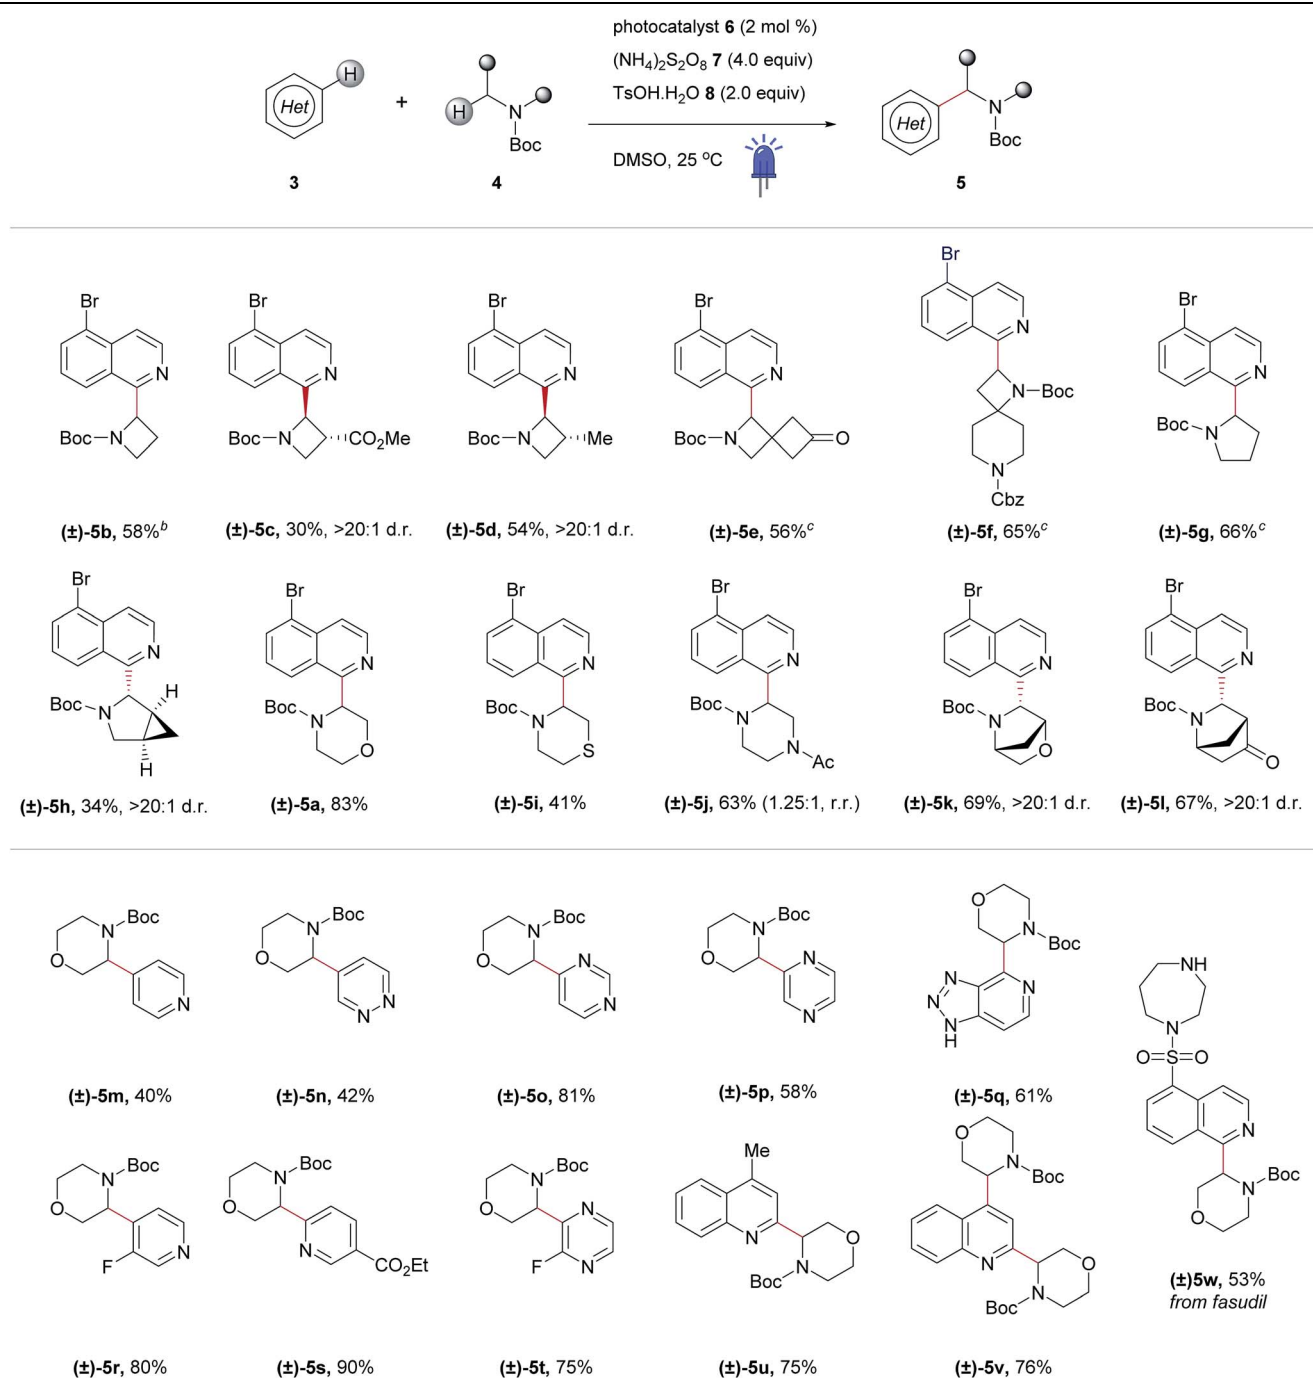 photocatalyst 6 (2 mol %)
(NH4)2S2O8 7 (4.0 equiv)
TsOH.H2O 8 (2.0 equiv)
DMSO, 25 °C
Het
H
+
H
N
Boc
Het
N
Boc
3
4
5
Br
N
Boc
N
Br
N
Boc
N
CO2Me
Br
N
Boc
N
Me
Br
N
Boc
N
O
Br
N
N
Boc
N
Cbz
Br
N
Boc
N
(±)-5b, 58%b
(±)-5c, 30%, >20:1 d.r.
(±)-5d, 54%, >20:1 d.r.
(±)-5e, 56%c
(±)-5f, 65%c
(±)-5g, 66%c
Br
N
Boc
N
H
H
Br
N
Boc
N
O
Br
N
Boc
N
S
Br
N
Boc
N
N
Ac
Br
N
Boc
N
O
Br
N
Boc
N
O
(±)-5h, 34%, >20:1 d.r.
(±)-5a, 83%
(±)-5i, 41%
(±)-5j, 63% (1.25:1, r.r.)
(±)-5k, 69%, >20:1 d.r.
(±)-5l, 67%, >20:1 d.r.
N
Boc
O
N
N
Boc
O
N
N
N
Boc
O
N
N
N
Boc
O
N
N
O
N
Boc
N
N
N
H
N
NH
N
O=S=O
N
N
Boc
O
(±)-5m, 40%
(±)-5n, 42%
(±)-5o, 81%
(±)-5p, 58%
(±)-5q, 61%
N
Boc
O
F
N
N
Boc
O
N
CO2Et
N
Boc
O
N
F
N
Me
N
O
N
Boc
O
N
Boc
N
O
N
Boc
(±)5w, 53%
from fasudil
(±)-5r, 80%
(±)-5s, 90%
(±)-5t, 75%
(±)-5u, 75%
(±)-5v, 76%